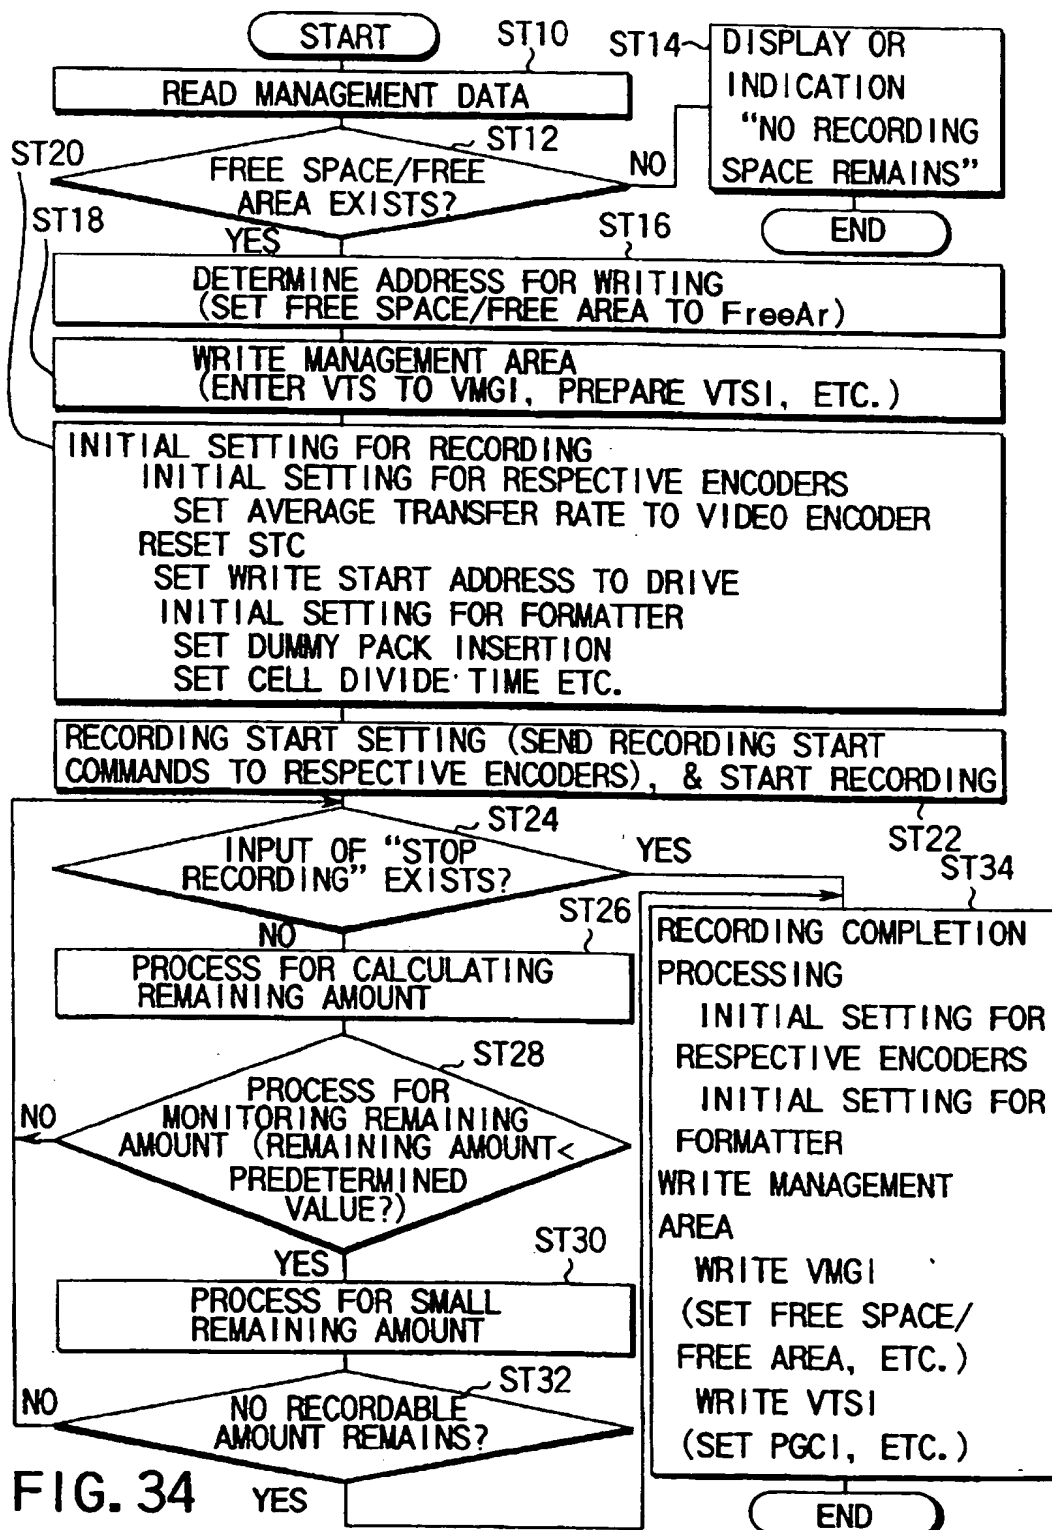 START
ST10
READ MANAGEMENT DATA
ST14
DISPLAY OR
INDICATION
“NO RECORDING
SPACE REMAINS”
END
ST12
FREE SPACE/FREE
AREA EXISTS?
NO
YES
ST20
ST18
ST16
DETERMINE ADDRESS FOR WRITING
(SET FREE SPACE/FREE AREA TO FreeAr)
WRITE MANAGEMENT AREA
(ENTER VTS TO VMGI, PREPARE VTSI, ETC.)
INITIAL SETTING FOR RECORDING
INITIAL SETTING FOR RESPECTIVE ENCODERS
SET AVERAGE TRANSFER RATE TO VIDEO ENCODER
RESET STC
SET WRITE START ADDRESS TO DRIVE
INITIAL SETTING FOR FORMATTER
SET DUMMY PACK INSERTION
SET CELL DIVIDE TIME ETC.
RECORDING START SETTING (SEND RECORDING START
COMMANDS TO RESPECTIVE ENCODERS), & START RECORDING
ST22
ST24
INPUT OF “STOP
RECORDING” EXISTS?
YES
NO
ST26
PROCESS FOR CALCULATING
REMAINING AMOUNT
ST28
PROCESS FOR
MONITORING REMAINING
AMOUNT (REMAINING AMOUNT<
PREDETERMINED
VALUE?)
NO
YES
ST30
PROCESS FOR SMALL
REMAINING AMOUNT
ST32
NO RECORDABLE
AMOUNT REMAINS?
NO
YES
ST34
RECORDING COMPLETION
PROCESSING
INITIAL SETTING FOR
RESPECTIVE ENCODERS
INITIAL SETTING FOR
FORMATTER
WRITE MANAGEMENT
AREA
WRITE VMGI
(SET FREE SPACE/
FREE AREA, ETC.)
WRITE VTSI
(SET PGCI, ETC.)
END
FIG. 34